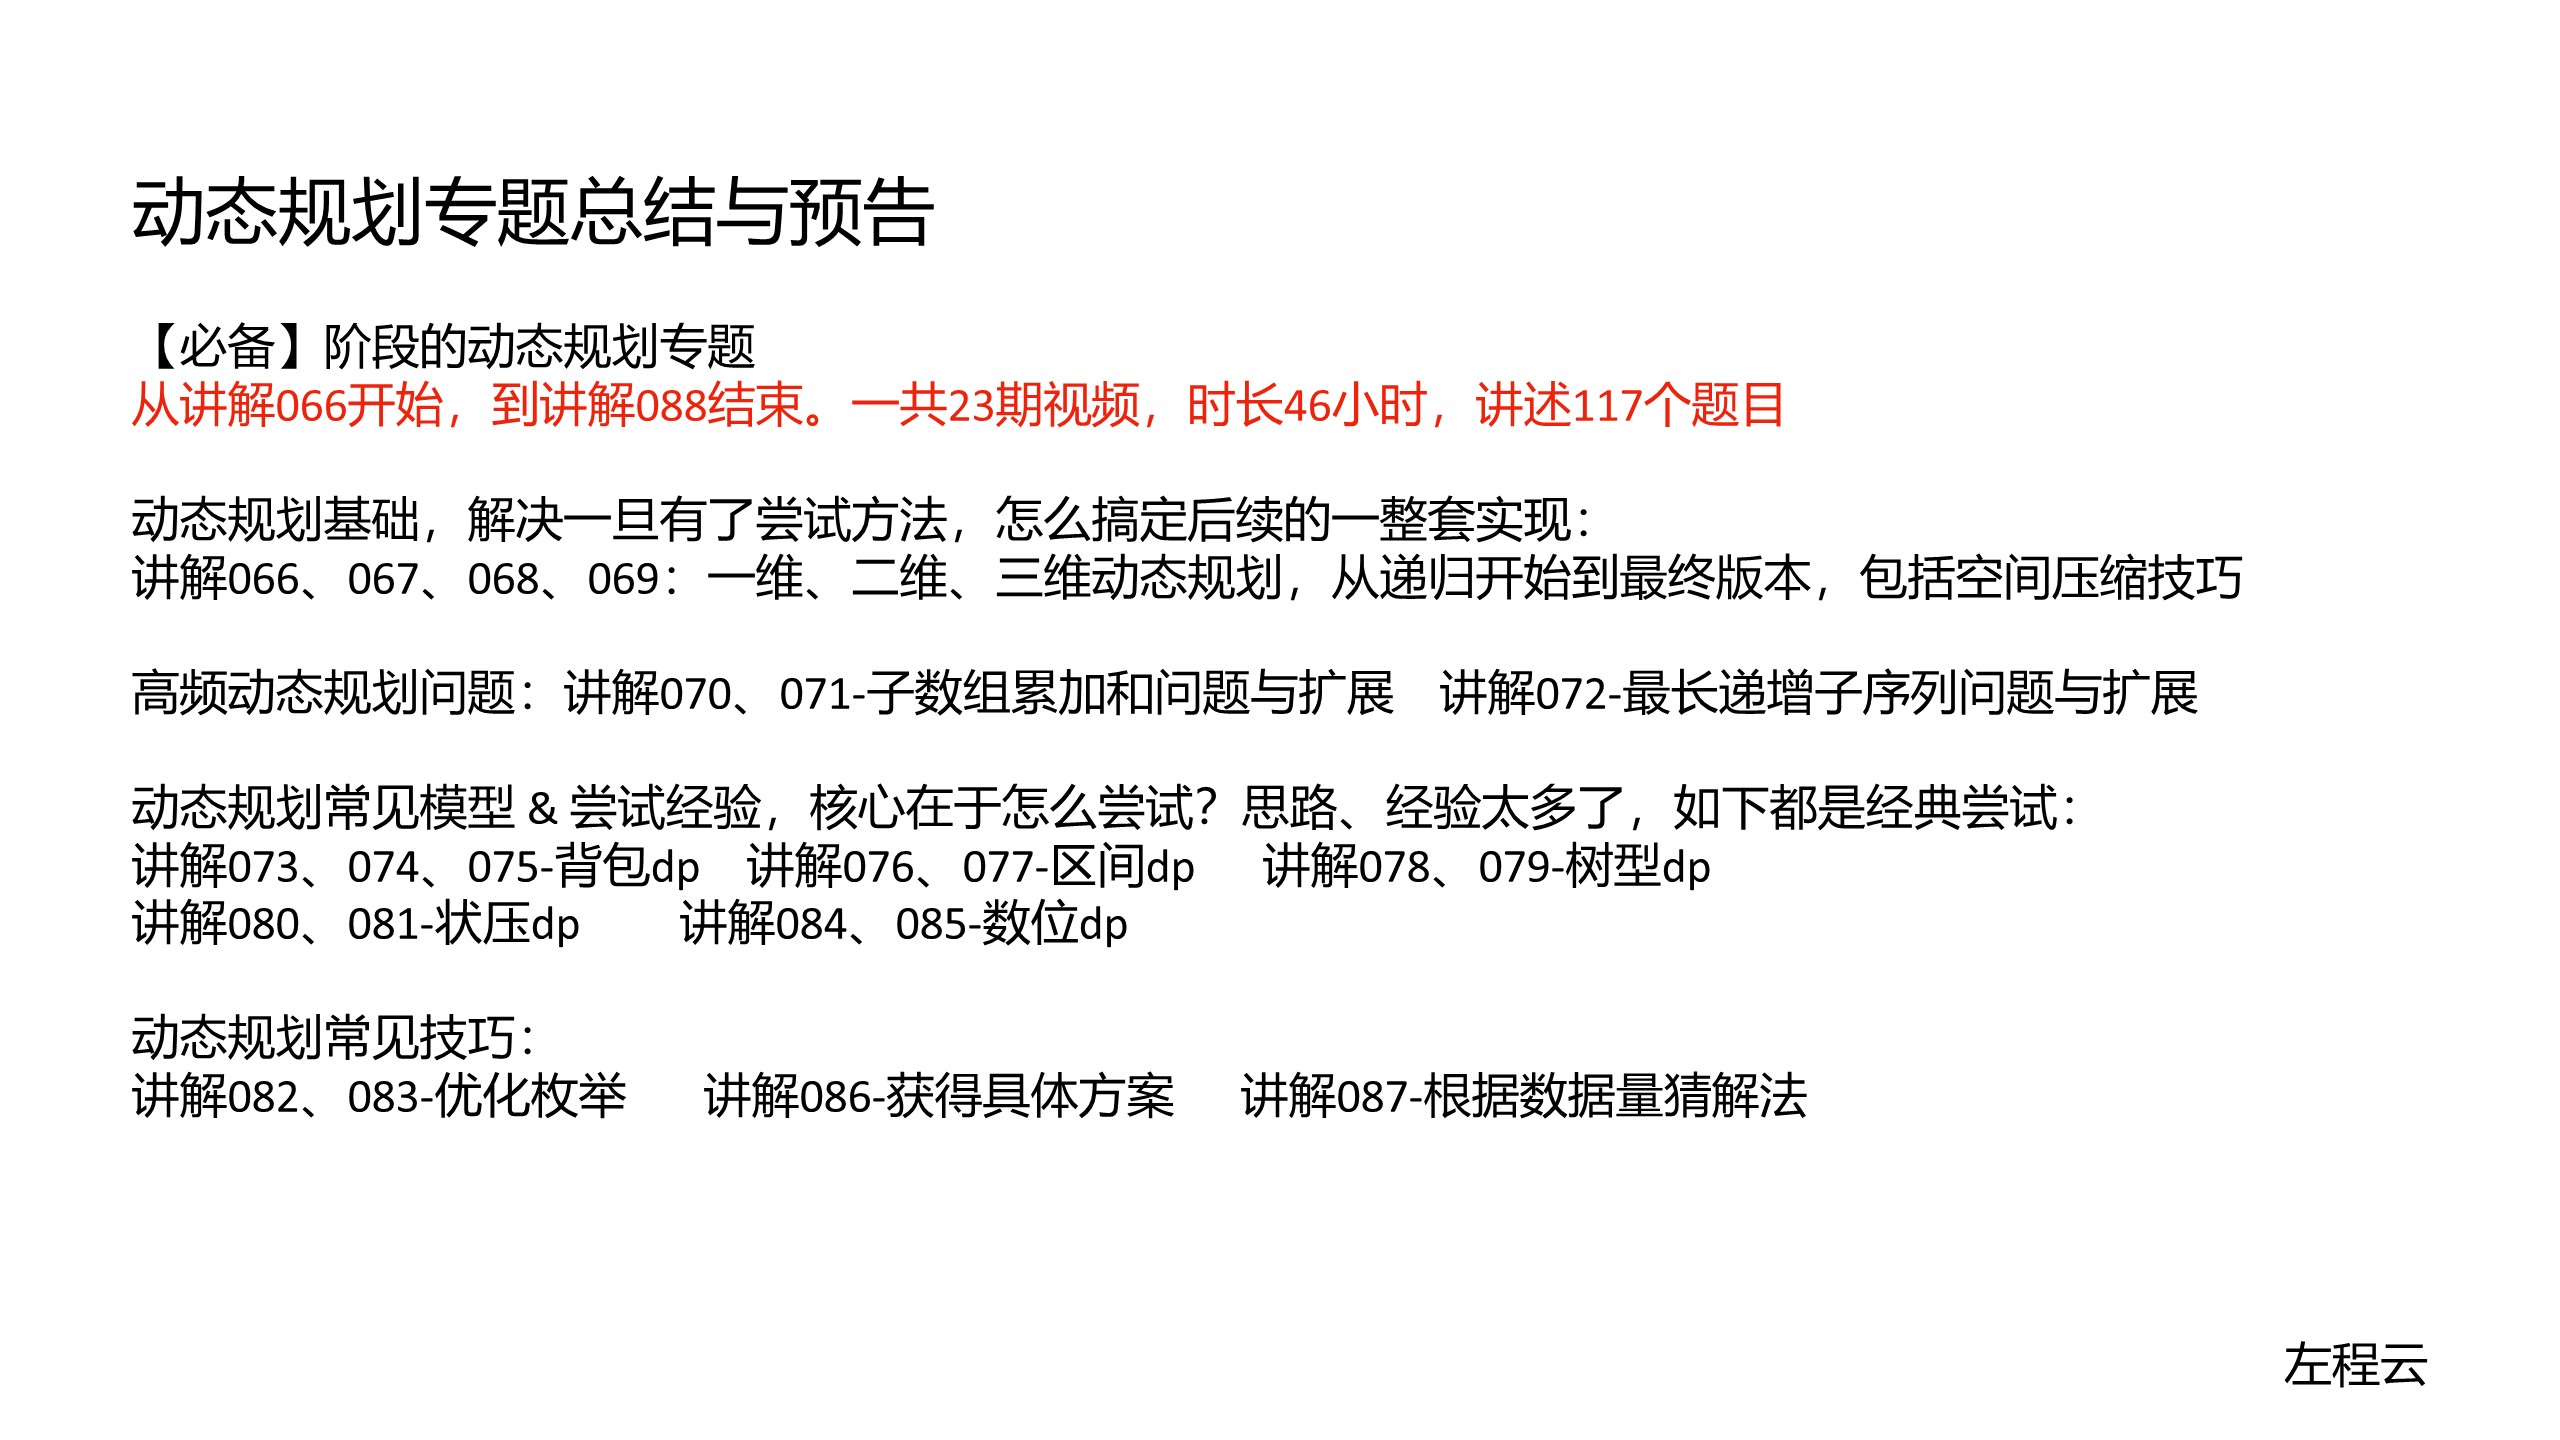 动态规划专题总结与预告
【必备】阶段的动态规划专题
从讲解066开始，到讲解088结束。一共23期视频，时长46小时，讲述117个题目
动态规划基础，解决一旦有了尝试方法，怎么搞定后续的一整套实现：
讲解066、067、068、069：一维、二维、三维动态规划，从递归开始到最终版本，包括空间压缩技巧
高频动态规划问题：讲解070、071-子数组累加和问题与扩展    讲解072-最长递增子序列问题与扩展
动态规划常见模型 & 尝试经验，核心在于怎么尝试？思路、经验太多了，如下都是经典尝试：
讲解073、074、075-背包dp    讲解076、077-区间dp    讲解078、079-树型dp
讲解080、081-状压dp    讲解084、085-数位dp
动态规划常见技巧：
讲解082、083-优化枚举    讲解086-获得具体方案    讲解087-根据数据量猜解法
左程云